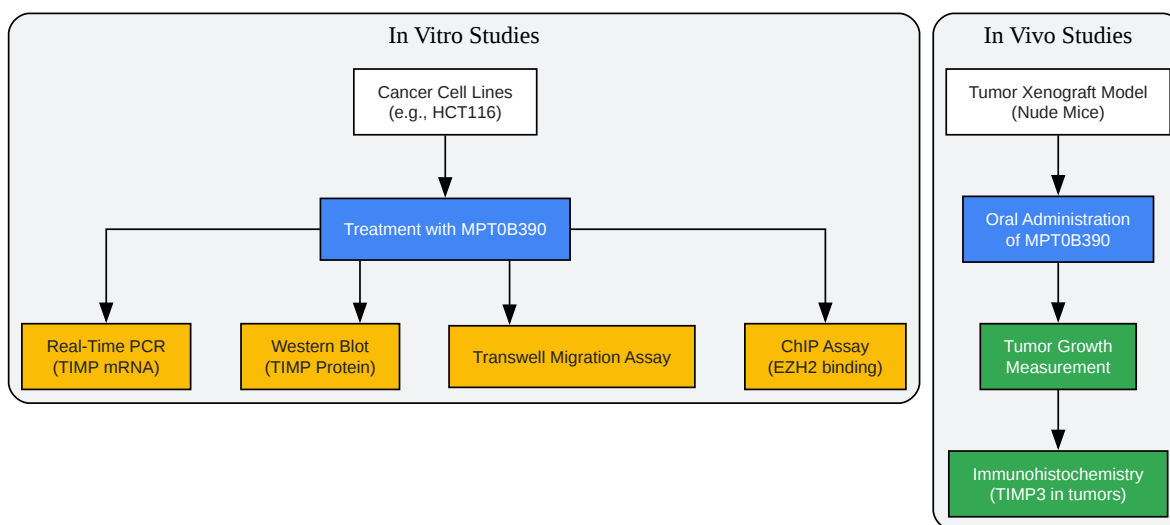 In Vitro Studies
Cancer Cell Lines
(e.g., HCT116)
Treatment with MPT0B390
Real-Time PCR
(TIMP mRNA)
Western Blot
(TIMP Protein)
Transwell Migration Assay
ChIP Assay
(EZH2 binding)
In Vivo Studies
Tumor Xenograft Model
(Nude Mice)
Oral Administration
of MPT0B390
Tumor Growth
Measurement
Immunohistochemistry
(TIMP3 in tumors)